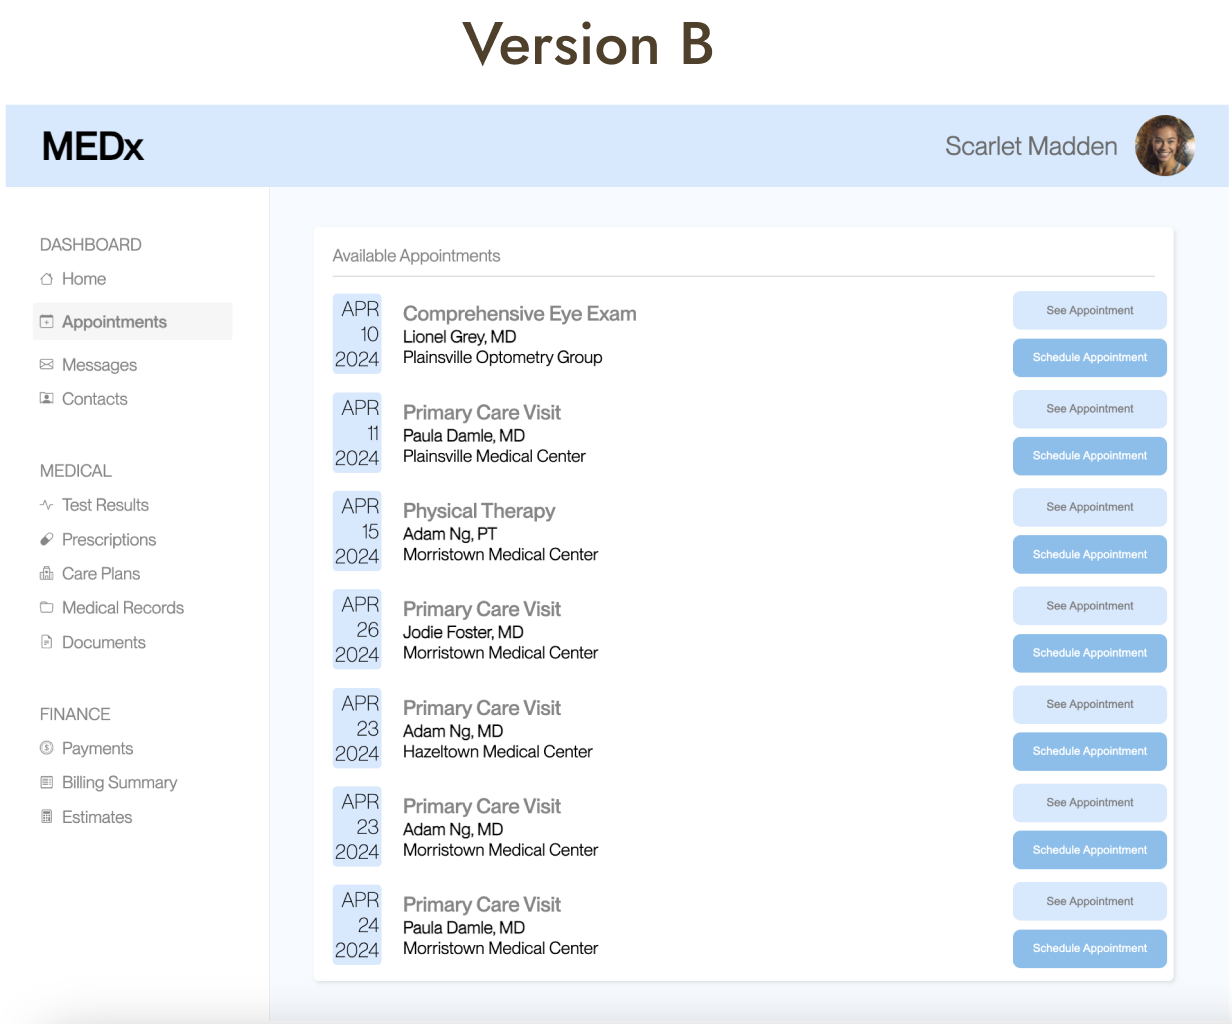 Version B
MEDx
Scarlet Madden
DASHBOARD
Home
Appointments
Messages
Contacts
MEDICAL
Test Results
Prescriptions
Care Plans
Medical Records
Documents
FINANCE
Payments
Billing Summary
Estimates
Available Appointments
APR
10
2024
Comprehensive Eye Exam
Lionel Grey, MD
Plainsville Optometry Group
See Appointment
Schedule Appointment
APR
11
2024
Primary Care Visit
Paula Damle, MD
Plainsville Medical Center
See Appointment
Schedule Appointment
APR
15
2024
Physical Therapy
Adam Ng, PT
Morristown Medical Center
See Appointment
Schedule Appointment
APR
26
2024
Primary Care Visit
Jodie Foster, MD
Morristown Medical Center
See Appointment
Schedule Appointment
APR
23
2024
Primary Care Visit
Adam Ng, MD
Hazeltown Medical Center
See Appointment
Schedule Appointment
APR
23
2024
Primary Care Visit
Adam Ng, MD
Morristown Medical Center
See Appointment
Schedule Appointment
APR
24
2024
Primary Care Visit
Paula Damle, MD
Morristown Medical Center
See Appointment
Schedule Appointment